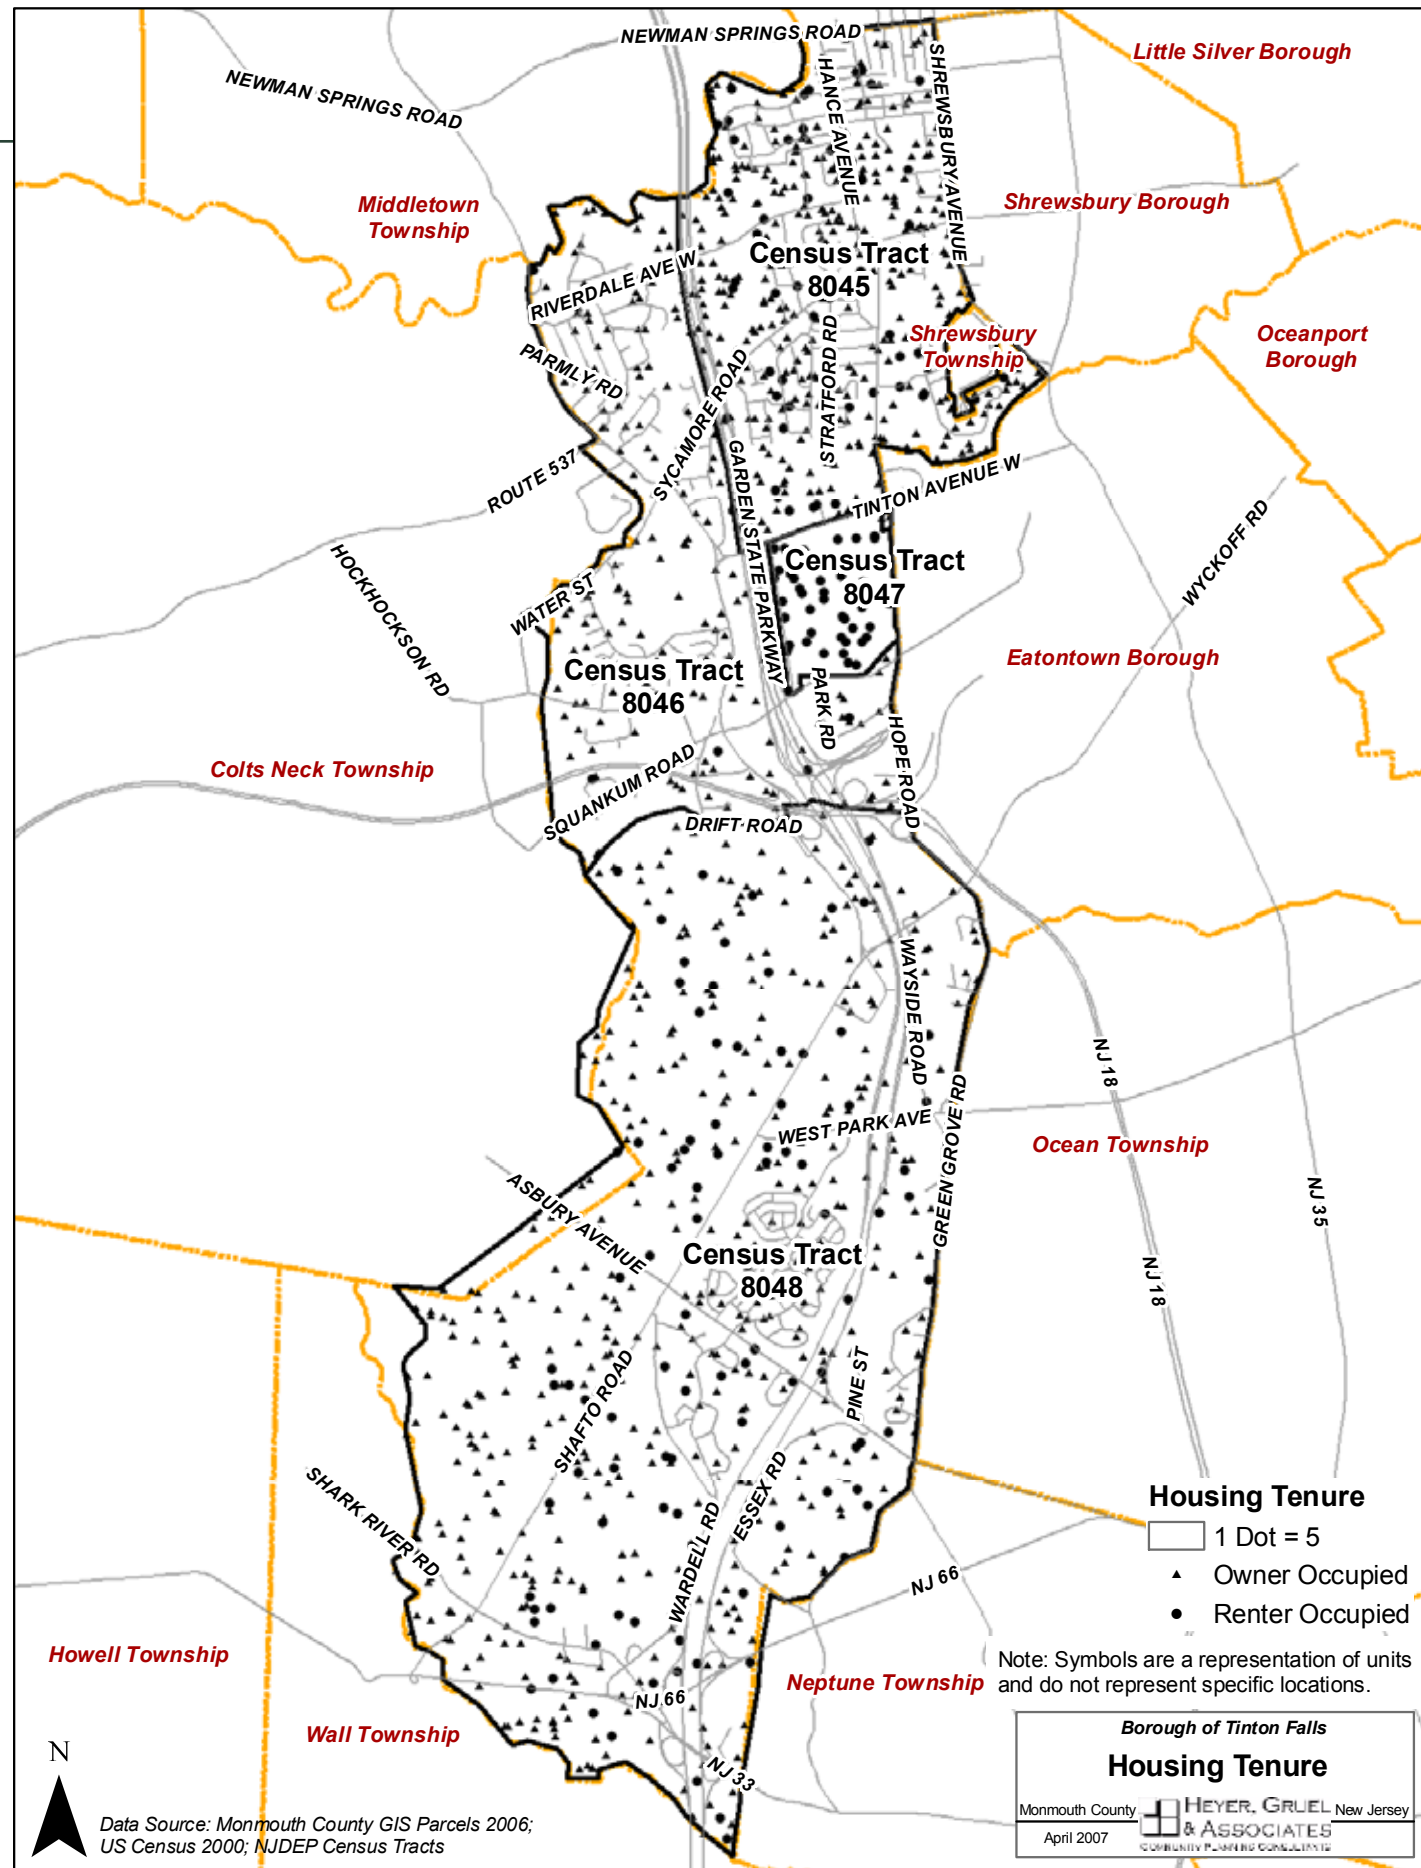 NEWMAN SPRINGS ROAD
Little Silver Borough
NEWMAN SPRINGS ROAD
HANCE AVENUE
SHREWSBURY AVENUE
Middletown
Township
Shrewsbury Borough
Census Tract
8045
RIVERDALE AVE W
Shrewsbury
Township
Oceanport
Borough
PARMLY RD
STRATFORD RD
SYCAMORE ROAD
ROUTE 537
GARDEN STATE PARKWAY
TINTON AVENUE W
HOCKHOCKSON RD
WYCKOFF RD
Census Tract
8047
WATER ST
Eatontown Borough
Census Tract
8046
PARK RD
HOPE ROAD
Colts Neck Township
SQUANKUM ROAD
DRIFT ROAD
WAYSIDE ROAD
NJ 18
GREEN GROVE RD
WEST PARK AVE
Ocean Township
ASBURY AVENUE
NJ 35
Census Tract
8048
NJ 18
SHAFTO ROAD
PINE ST
SHARK RIVER RD
ESSEX RD
WARDELL RD
Housing Tenure
1 Dot = 5
Owner Occupied
Renter Occupied
NJ 66
Howell Township
Note: Symbols are a representation of units
and do not represent specific locations.
Neptune Township
NJ 66
Wall Township
NJ 33
N
Data Source: Monmouth County GIS Parcels 2006;
US Census 2000; NJDEP Census Tracts
Borough of Tinton Falls
Housing Tenure
Monmouth County
April 2007
HEYER, GRUEL
& ASSOCIATES
COMMUNITY PLANNING CONSULTANTS
New Jersey